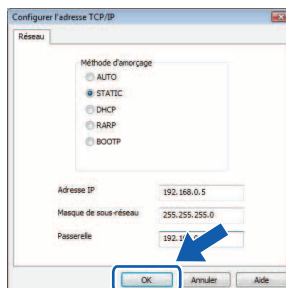 Configurer l'adresse TCP/IP
Réseau
Méthode d'amorçage
AUTO
STATIC
DHCP
RARP
BOOTP
Adresse IP 192.168.0.5
Masque de sous-réseau 255.255.255.0
Passerelle
OK Annuler Aide